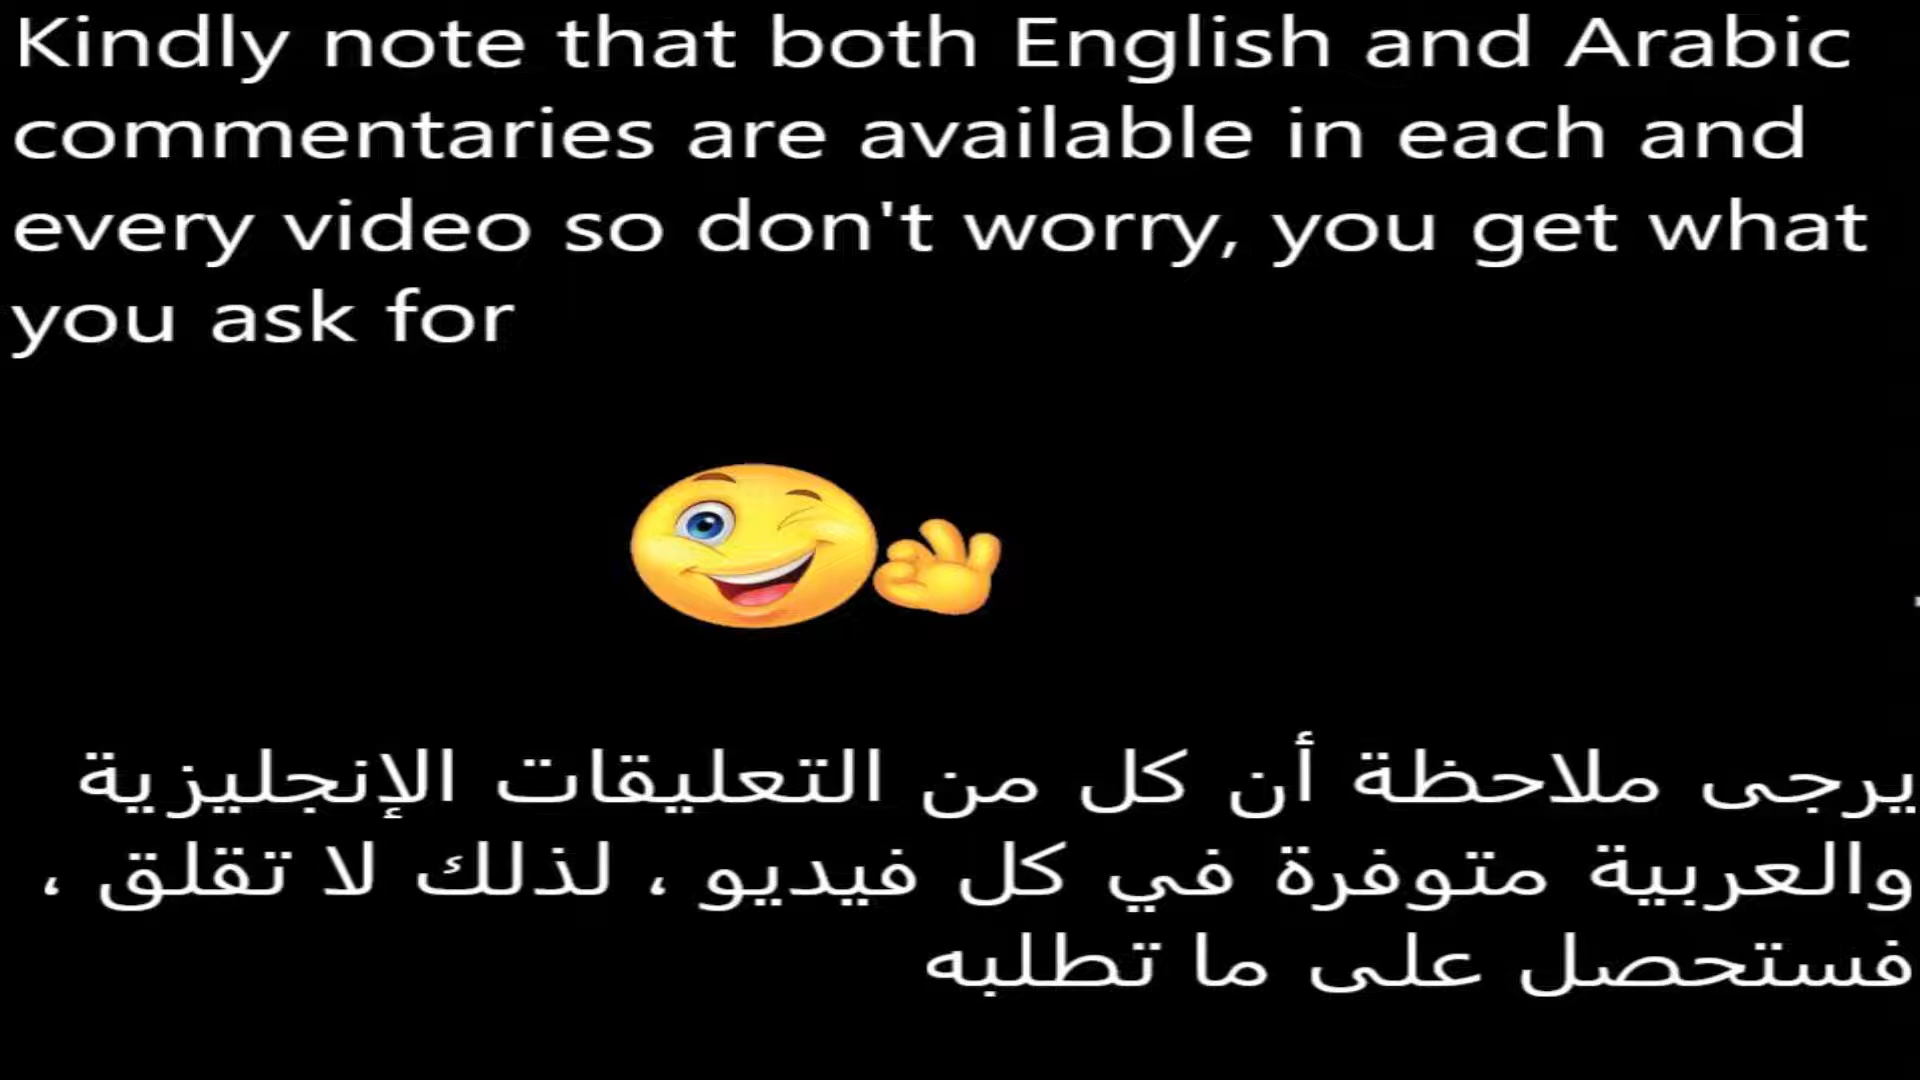 Kindly note that both English and Arabic
commentaries are available in each and
every video so don't worry, you get what
you ask for
يرجى ملاحظة أن كل من التعليقات الإنجليزية
والعربية متوفرة في كل فيديو ، لذلك لا تقلق ،
فستحصل على ما تطلبه